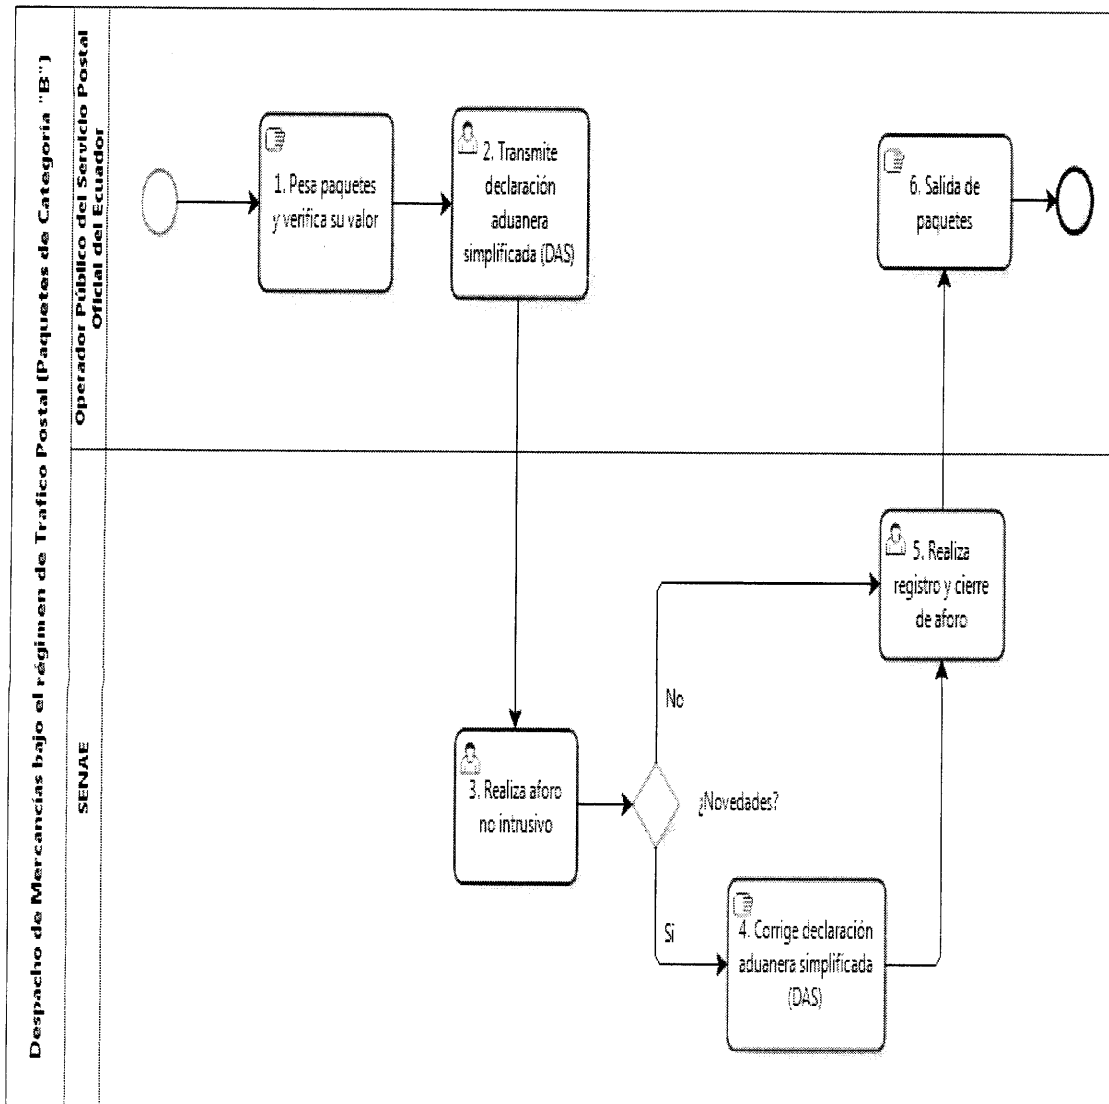 Despacho de Mercancías bajo el régimen de Trafico Postal (Paquetes de Categoría "B")
Operador Público del Servicio Postal
Oficial del Ecuador
1. Pesa paquetes
y verifica su valor
2. Transmite
declaración
aduanera
simplificada (DAS)
6. Salida de
paquetes
SENAE
3. Realiza aforo
no intrusivo
¿Novedades?
No
Si
4. Corrige declaración
aduanera simplificada
(DAS)
5. Realiza
registro y cierre
de aforo